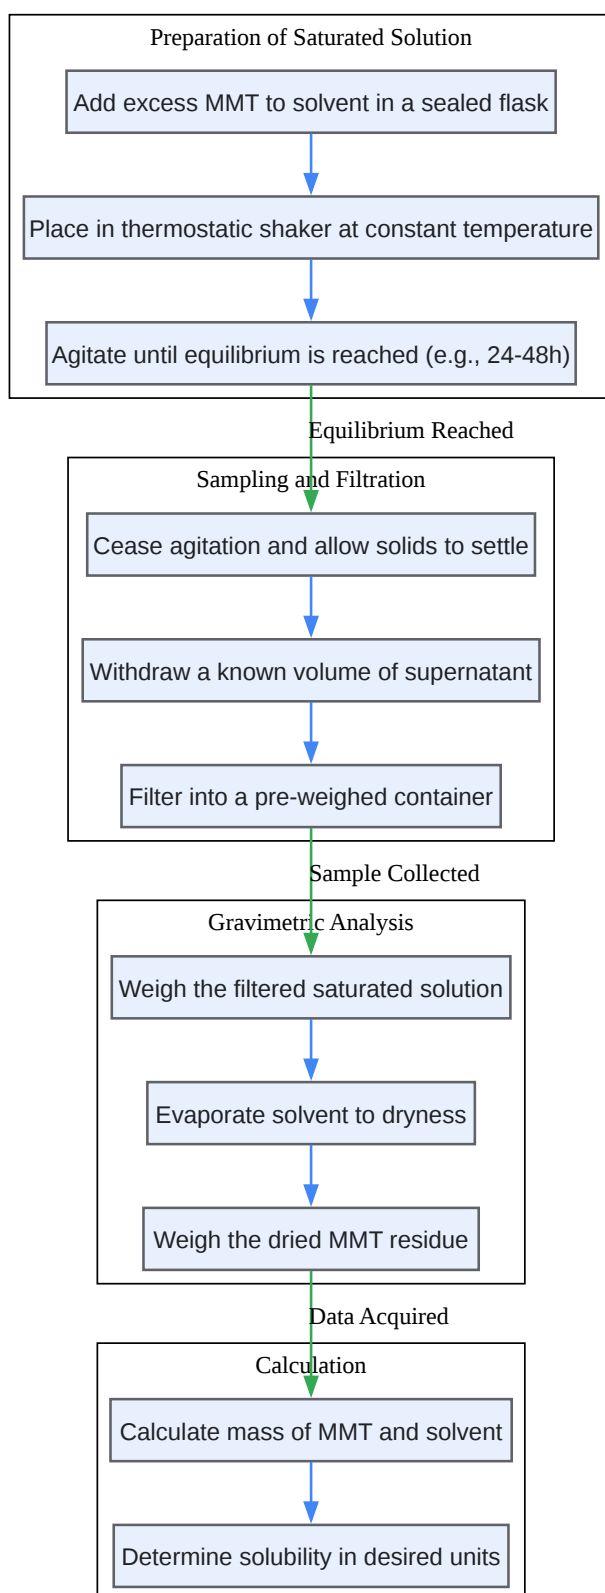 Preparation of Saturated Solution
Add excess MMT to solvent in a sealed flask
Place in thermostatic shaker at constant temperature
Agitate until equilibrium is reached (e.g., 24-48h)
Equilibrium Reached
Sampling and Filtration
Cease agitation and allow solids to settle
Withdraw a known volume of supernatant
Filter into a pre-weighed container
Sample Collected
Gravimetric Analysis
Weigh the filtered saturated solution
Evaporate solvent to dryness
Weigh the dried MMT residue
Data Acquired
Calculation
Calculate mass of MMT and solvent
Determine solubility in desired units